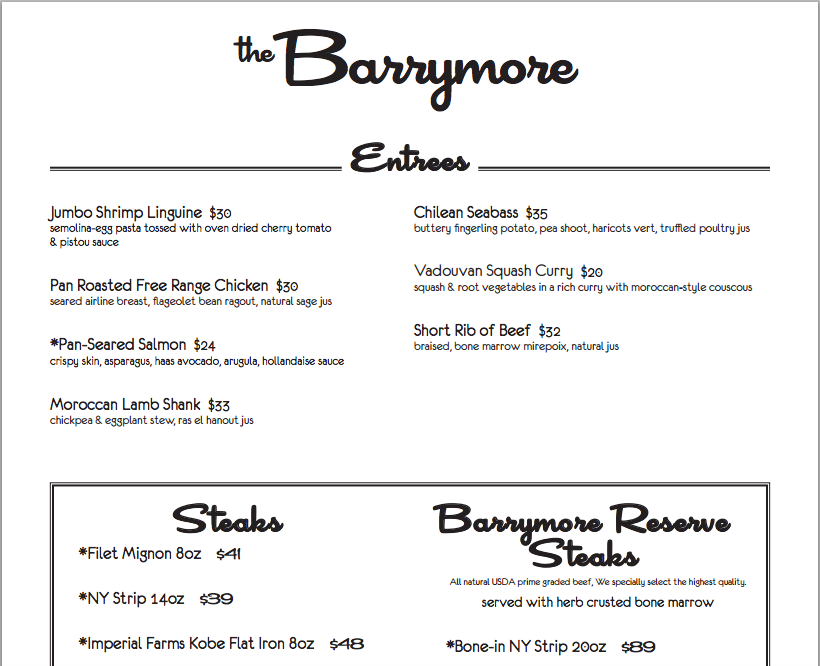 the Barrymore
Entrees
Jumbo Shrimp Linguine $30
semolina-egg pasta tossed with oven dried cherry tomato
& pistou sauce
Pan Roasted Free Range Chicken $30
seared airline breast, flageolet bean ragout, natural sage jus
*Pan-Seared Salmon $24
crispy skin, asparagus, haas avocado, arugula, hollandaise sauce
Moroccan Lamb Shank $33
chickpea & eggplant stew, ras el hanout jus
Chilean Seabass $35
buttery fingerling potato, pea shoot, haricots vert, truffled poultry jus
Vadouvan Squash Curry $20
squash & root vegetables in a rich curry with moroccan-style couscous
Short Rib of Beef $32
braised, bone marrow mirepoix, natural jus
Steaks
*Filet Mignon 8oz $41
*NY Strip 14oz $39
*Imperial Farms Kobe Flat Iron 8oz $48
Barrymore Reserve
Steaks
All natural USDA prime graded beef, We specially select the highest quality.
served with herb crusted bone marrow
*Bone-in NY Strip 20oz $89